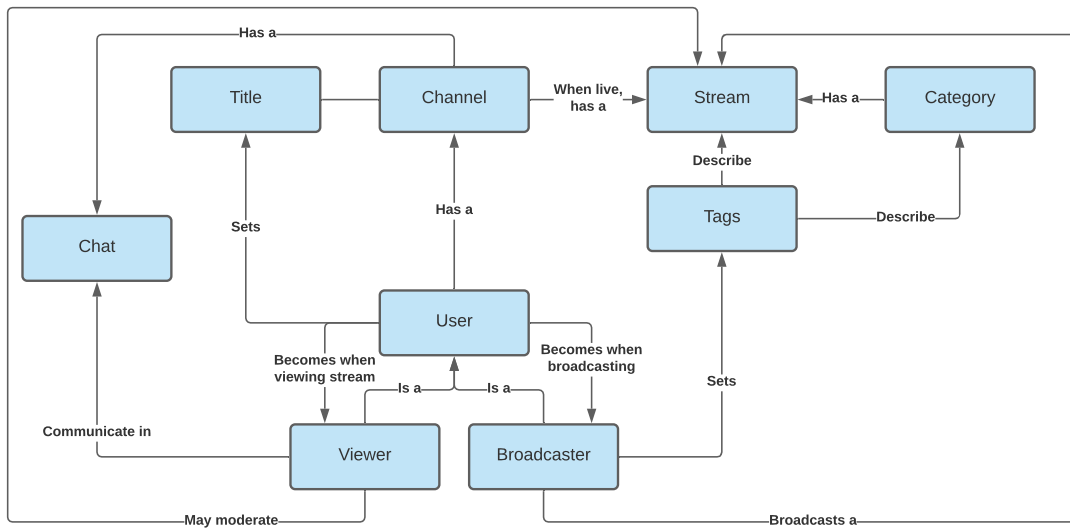 Has a
Title
Channel
When live,
has a
Stream
Has a
Category
Describe
Sets
Has a
Tags
Describe
Chat
User
Becomes when
viewing stream
Becomes when
broadcasting
Is a
Is a
Sets
Communicate in
Viewer
Broadcaster
May moderate
Broadcasts a